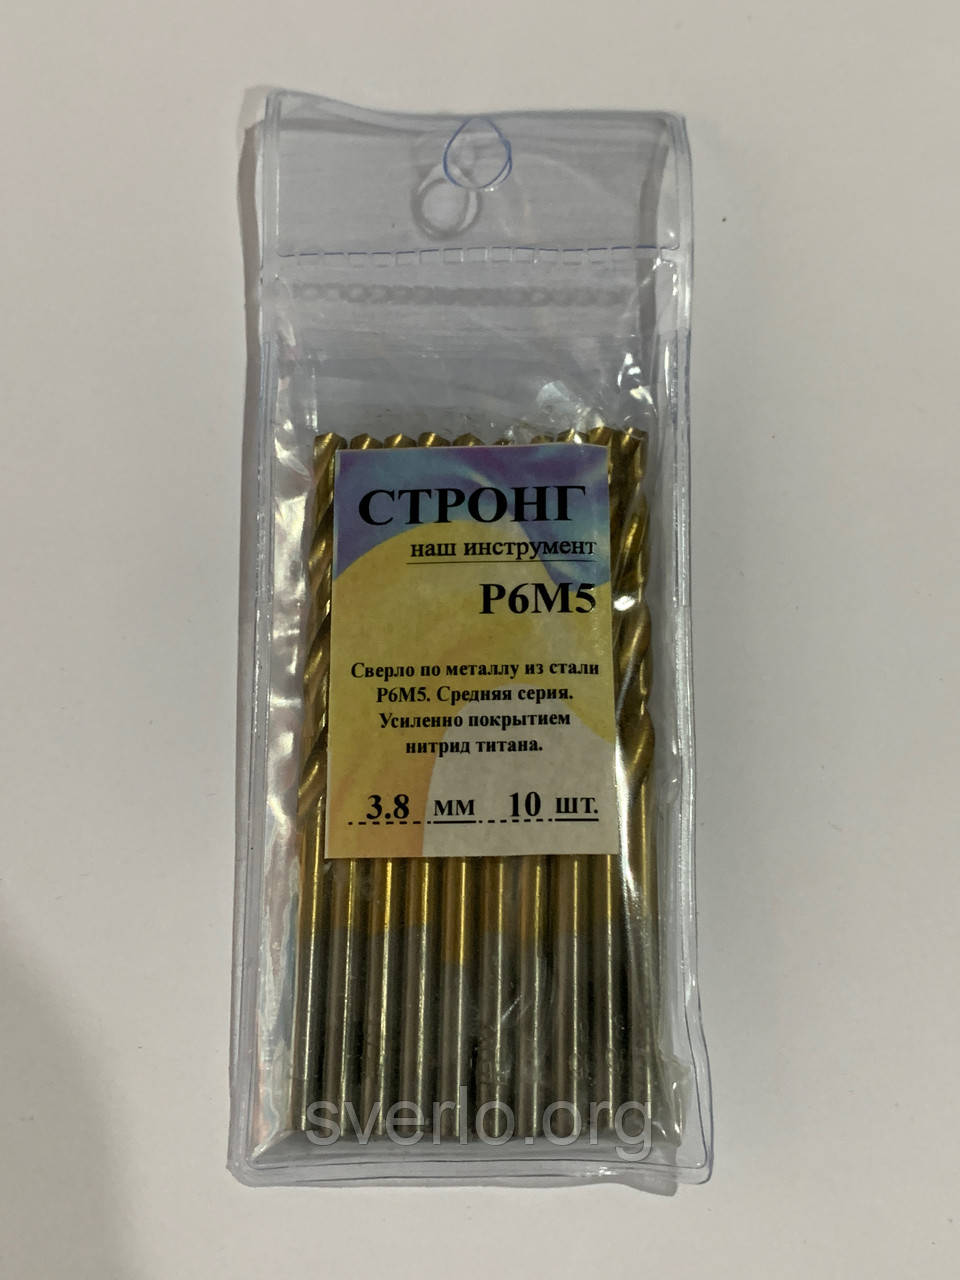 СТРОНГ
наш инструмент
Р6М5
Сверло по металлу из стали
Р6М5. Средняя серия.
Усиленно покрытием
нитрид титана.
3.8 мм 10 шт.
sverlo.org